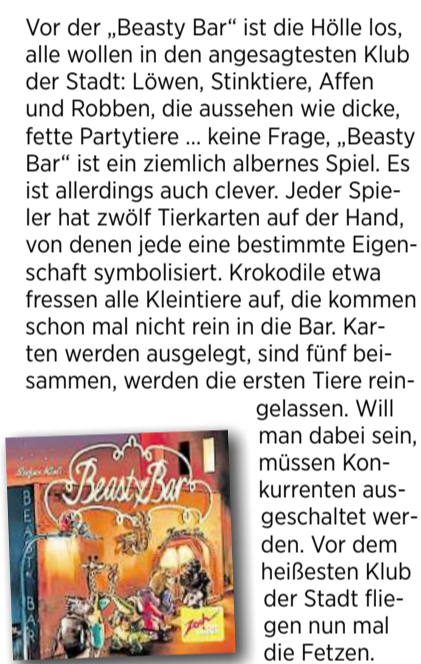 Vor der „Beasty Bar“ ist die Hölle los,
alle wollen in den angesagtesten Klub
der Stadt: Löwen, Stinktiere, Affen
und Robben, die aussehen wie dicke,
fette Partytiere ... keine Frage, „Beasty
Bar“ ist ein ziemlich albernes Spiel. Es
ist allerdings auch clever. Jeder Spie-
ler hat zwölf Tierkarten auf der Hand,
von denen jede eine bestimmte Eigen-
schaft symbolisiert. Krokodile etwa
fressen alle Kleintiere auf, die kommen
schon mal nicht rein in die Bar. Kar-
ten werden ausgelegt, sind fünf bei-
sammen, werden die ersten Tiere rein-
gelassen. Will
man dabei sein,
müssen Kon-
kurrenten aus-
geschaltet wer-
den. Vor dem
heißesten Klub
der Stadt flie-
gen nun mal
die Fetzen.
Beasty Bar
Zoch